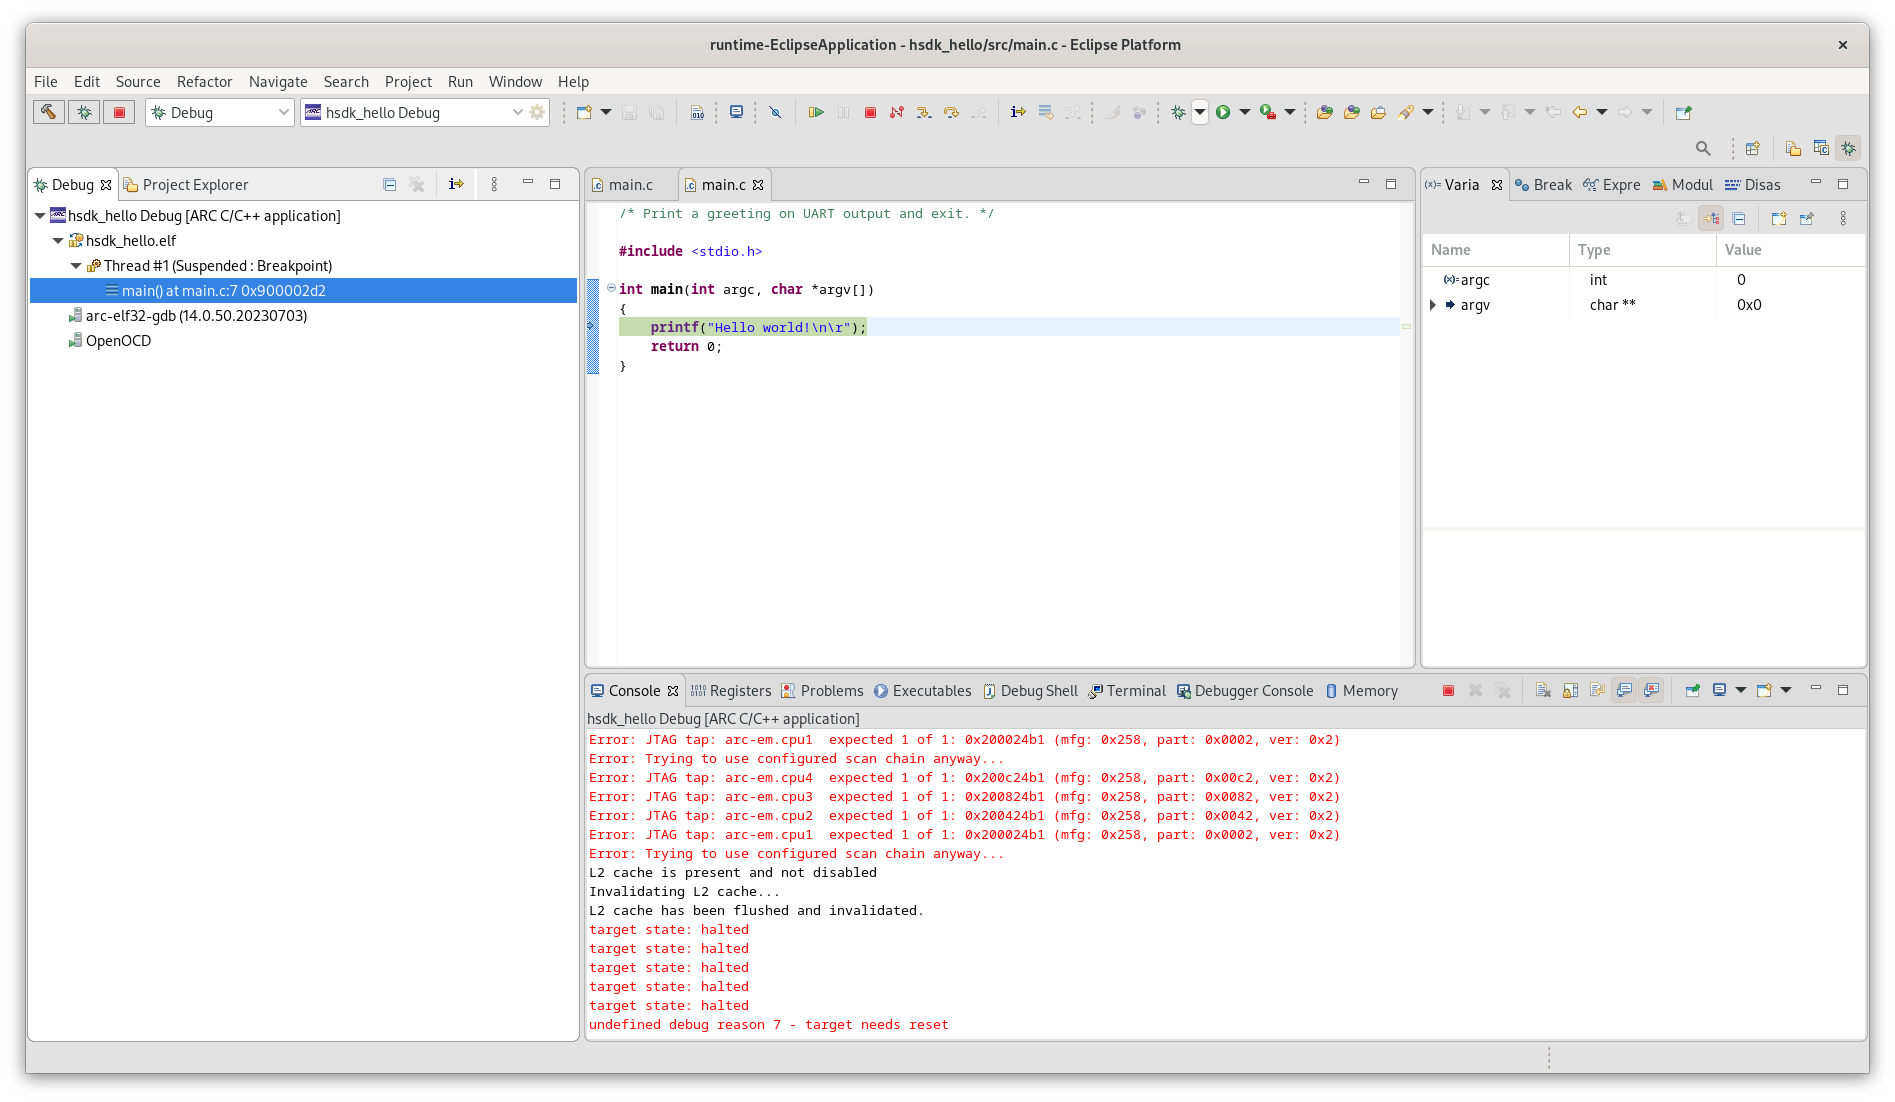 runtime-EclipseApplication - hsdk_hello/src/main.c - Eclipse Platform
File Edit Source Refactor Navigate Search Project Run Window Help
Debug
hsdk_hello Debug
Debug
Project Explorer
hsdk_hello Debug [ARC C/C++ application]
hsdk_hello.elf
Thread #1 (Suspended : Breakpoint)
main() at main.c:7 0x900002d2
arc-elf32-gdb (14.0.50.20230703)
OpenOCD
main.c
main.c
/* Print a greeting on UART output and exit. */
#include <stdio.h>
int main(int argc, char *argv[])
{
printf("Hello world!\n\r");
return 0;
}
(x)= Varia
Break
Expre
Modul
Disas
Name Type Value
(x)= argc int 0
argv char ** 0x0
Console
Registers
Problems
Executables
Debug Shell
Terminal
Debugger Console
Memory
hsdk_hello Debug [ARC C/C++ application]
Error: JTAG tap: arc-em.cpu1  expected 1 of 1: 0x200024b1 (mfg: 0x258, part: 0x0002, ver: 0x2)
Error: Trying to use configured scan chain anyway...
Error: JTAG tap: arc-em.cpu4  expected 1 of 1: 0x200c24b1 (mfg: 0x258, part: 0x00c2, ver: 0x2)
Error: JTAG tap: arc-em.cpu3  expected 1 of 1: 0x200824b1 (mfg: 0x258, part: 0x0082, ver: 0x2)
Error: JTAG tap: arc-em.cpu2  expected 1 of 1: 0x200424b1 (mfg: 0x258, part: 0x0042, ver: 0x2)
Error: JTAG tap: arc-em.cpu1  expected 1 of 1: 0x200024b1 (mfg: 0x258, part: 0x0002, ver: 0x2)
Error: Trying to use configured scan chain anyway...
L2 cache is present and not disabled
Invalidating L2 cache...
L2 cache has been flushed and invalidated.
target state: halted
target state: halted
target state: halted
target state: halted
target state: halted
undefined debug reason 7 - target needs reset